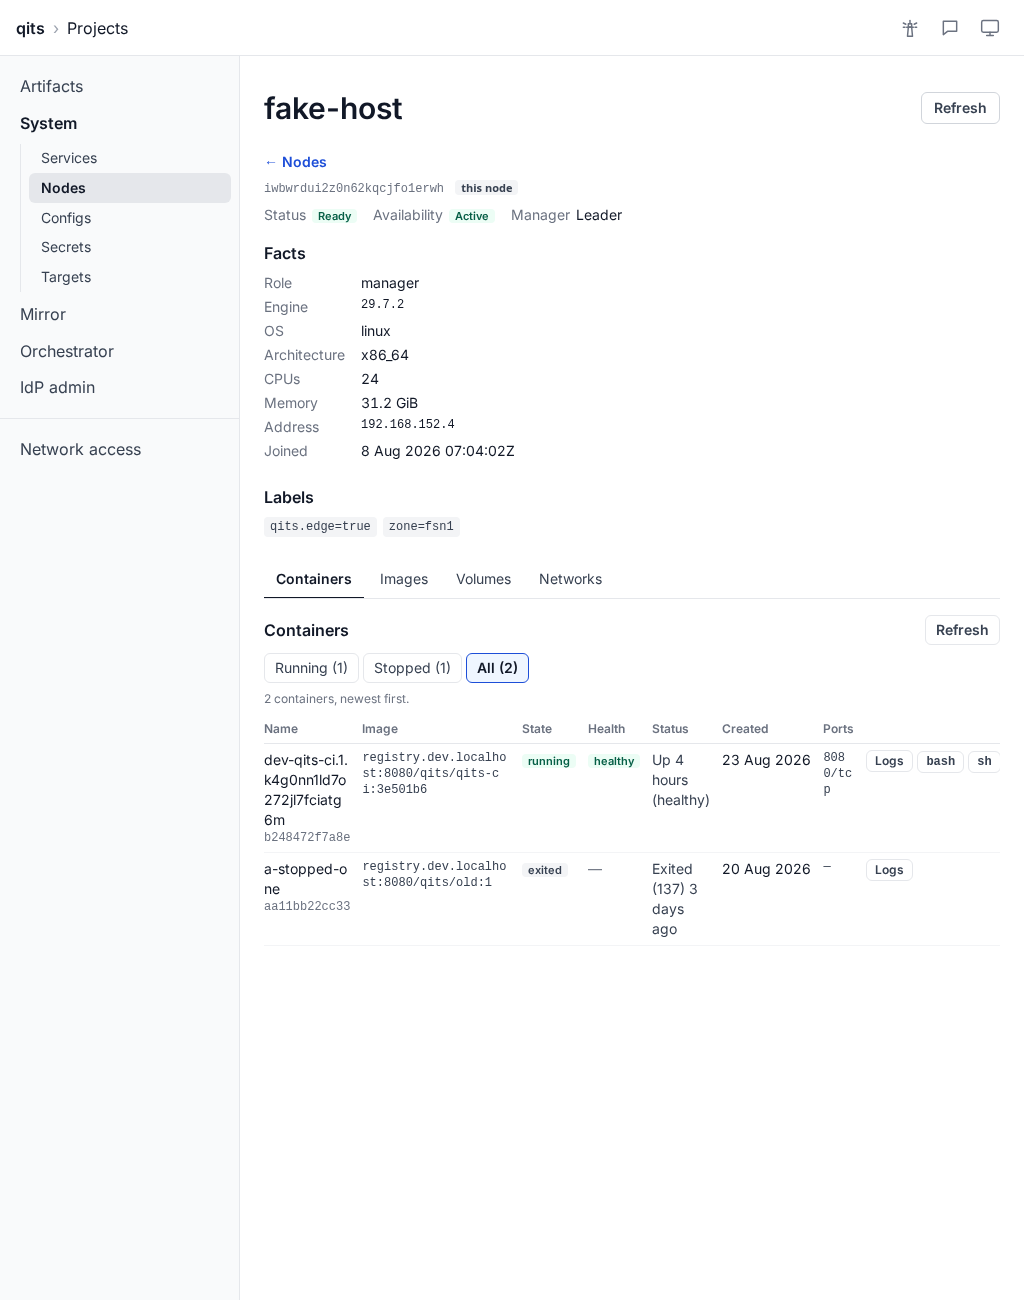 qits › Projects
Artifacts
System
Services
Nodes
Configs
Secrets
Targets
Mirror
Orchestrator
IdP admin
Network access
fake-host
Refresh
← Nodes
iwbwrdui2z0n62kqcjfo1erwh this node
Status Ready Availability Active Manager Leader
Facts
Role manager
Engine 29.7.2
OS linux
Architecture x86_64
CPUs 24
Memory 31.2 GiB
Address 192.168.152.4
Joined 8 Aug 2026 07:04:02Z
Labels
qits.edge=true zone=fsn1
Containers Images Volumes Networks
Containers
Refresh
Running (1) Stopped (1) All (2)
2 containers, newest first.
Name Image State Health Status Created Ports
dev-qits-ci.1.
k4g0nn1ld7o
272jl7fciatg
6m
b248472f7a8e
registry.dev.localho
st:8080/qits/qits-c
i:3e501b6
running
healthy
Up 4
hours
(healthy)
23 Aug 2026
808
0/tc
p
Logs bash sh
a-stopped-o
ne
aa11bb22cc33
registry.dev.localho
st:8080/qits/old:1
exited
—
Exited
(137) 3
days
ago
20 Aug 2026
—
Logs